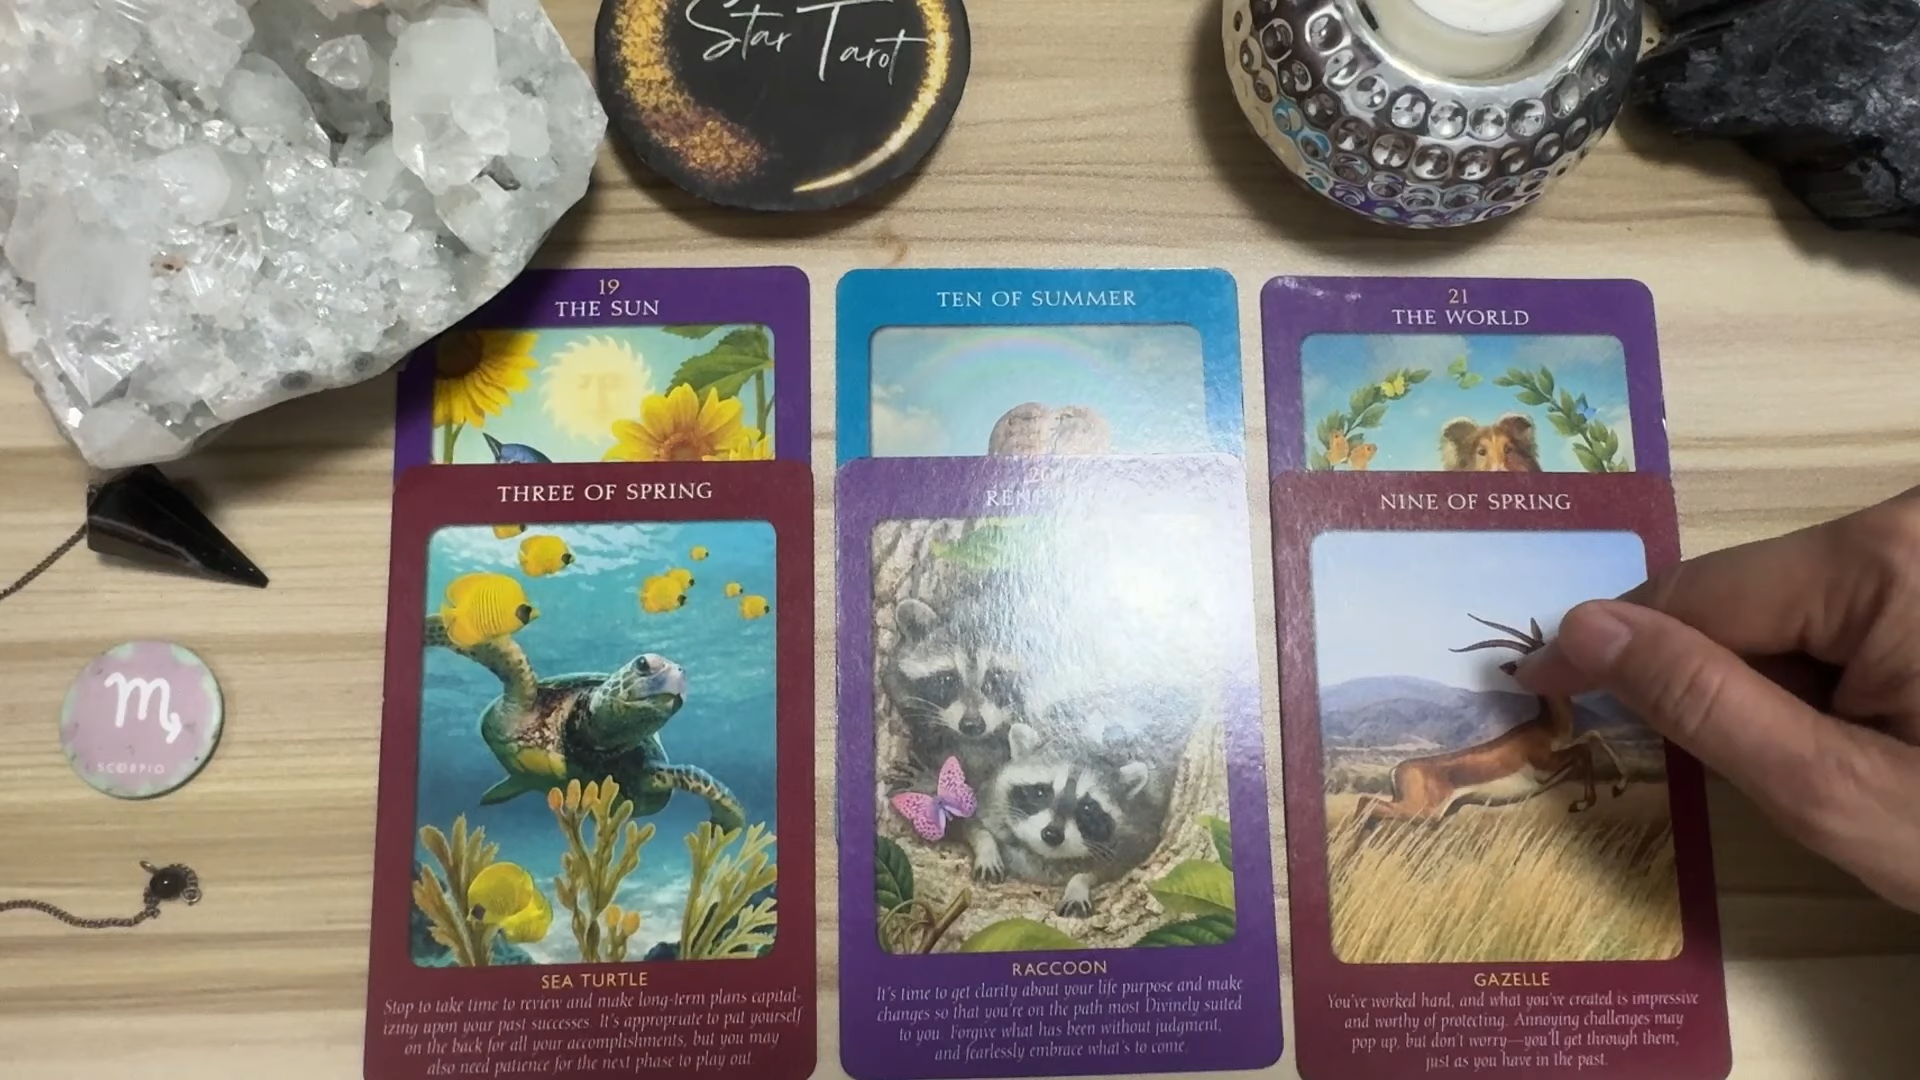 Star Tarot
19
THE SUN
TEN OF SUMMER
21
THE WORLD
THREE OF SPRING
20
NINE OF SPRING
SCORPIO
SEA TURTLE
Stop to take time to review and make long-term plans capital-
izing upon your past successes. It's appropriate to pat yourself
on the back for all your accomplishments, but you may
also need patience for the next phase to play out.
RACCOON
It's time to get clarity about your life purpose and make
changes so that you're on the path most Divinely suited
to you. Forgive what has been without judgment,
and fearlessly embrace what's to come.
GAZELLE
You've worked hard, and what you've created is impressive
and worthy of protecting. Annoying challenges may
pop up, but don't worry—you'll get through them,
just as you have in the past.